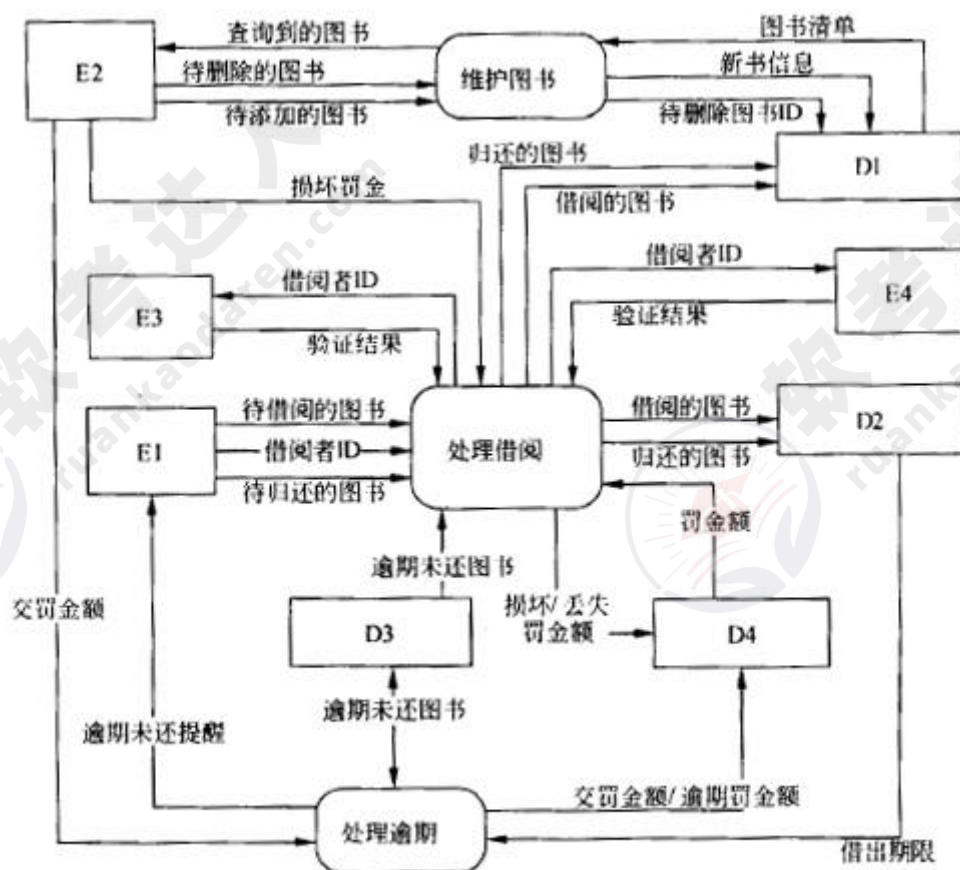 查询到的图书
图书清单
E2
待删除的图书
维护图书
新书信息
待添加的图书
待删除图书ID
归还的图书
D1
损坏罚金
借阅的图书
借阅者ID
借阅者ID
E3
E4
验证结果
验证结果
待借阅的图书
借阅的图书
E1
借阅者ID
处理借阅
D2
待归还的图书
归还的图书
罚金额
逾期未还图书
交罚金额
损坏/丢失
罚金额
D3
D4
逾期未还图书
逾期未还提醒
交罚金额/逾期罚金额
处理逾期
借出期限
软考达人
ruankaodaren.com